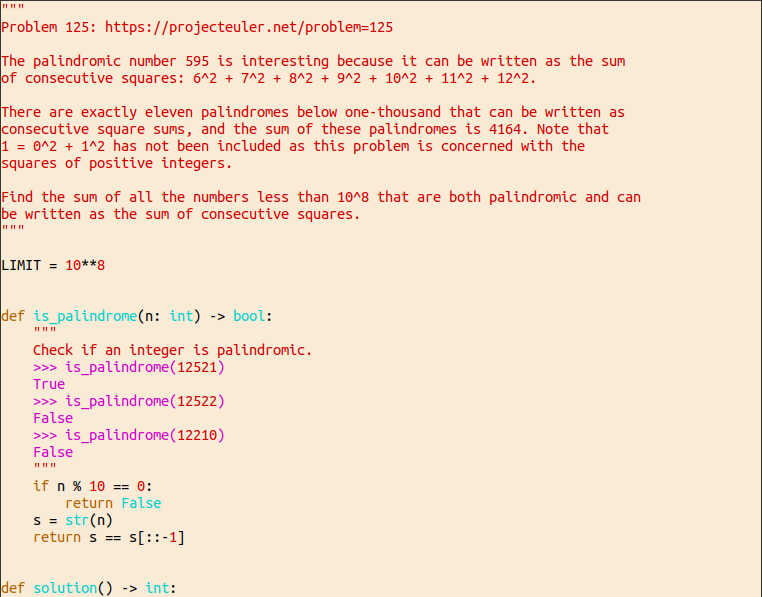 """
Problem 125: https://projecteuler.net/problem=125

The palindromic number 595 is interesting because it can be written as the sum
of consecutive squares: 6^2 + 7^2 + 8^2 + 9^2 + 10^2 + 11^2 + 12^2.

There are exactly eleven palindromes below one-thousand that can be written as
consecutive square sums, and the sum of these palindromes is 4164. Note that
1 = 0^2 + 1^2 has not been included as this problem is concerned with the
squares of positive integers.

Find the sum of all the numbers less than 10^8 that are both palindromic and can
be written as the sum of consecutive squares.
"""

LIMIT = 10**8


def is_palindrome(n: int) -> bool:
    """
    Check if an integer is palindromic.
    >>> is_palindrome(12521)
    True
    >>> is_palindrome(12522)
    False
    >>> is_palindrome(12210)
    False
    """
    if n % 10 == 0:
        return False
    s = str(n)
    return s == s[::-1]


def solution() -> int: